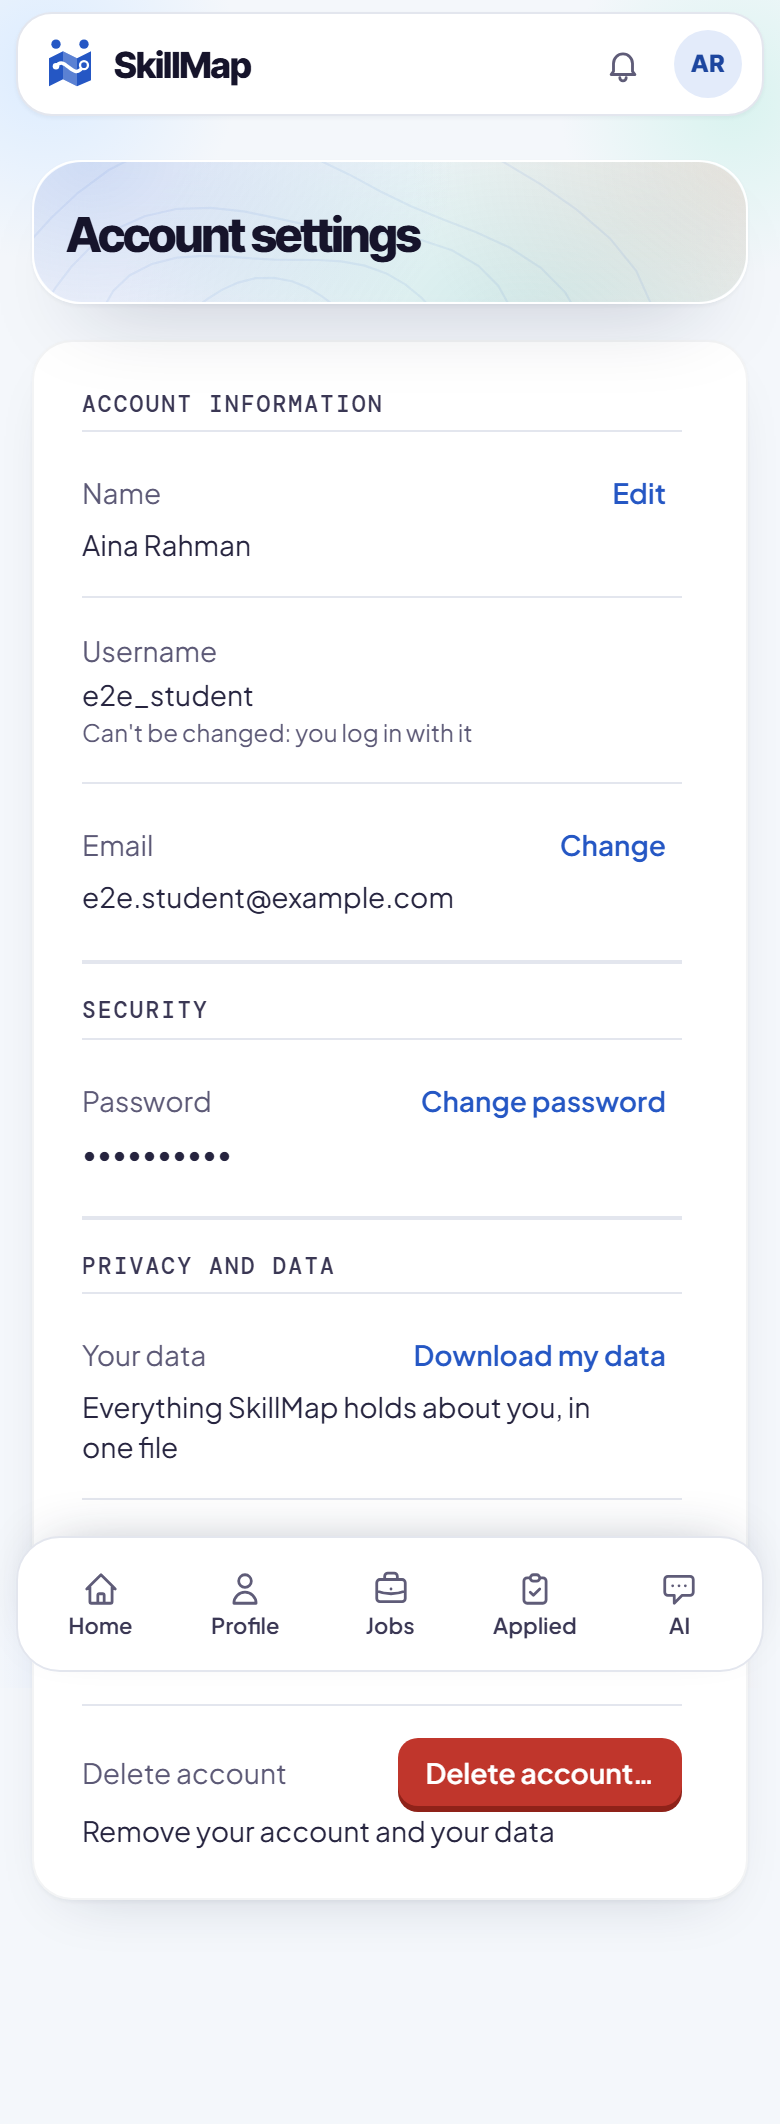 SkillMap
AR
Account settings
ACCOUNT INFORMATION
Name
Edit
Aina Rahman
Username
e2e_student
Can't be changed: you log in with it
Email
Change
e2e.student@example.com
SECURITY
Password
Change password
••••••••••
PRIVACY AND DATA
Your data
Download my data
Everything SkillMap holds about you, in
one file
Home
Profile
Jobs
Applied
AI
Delete account
Delete account...
Remove your account and your data